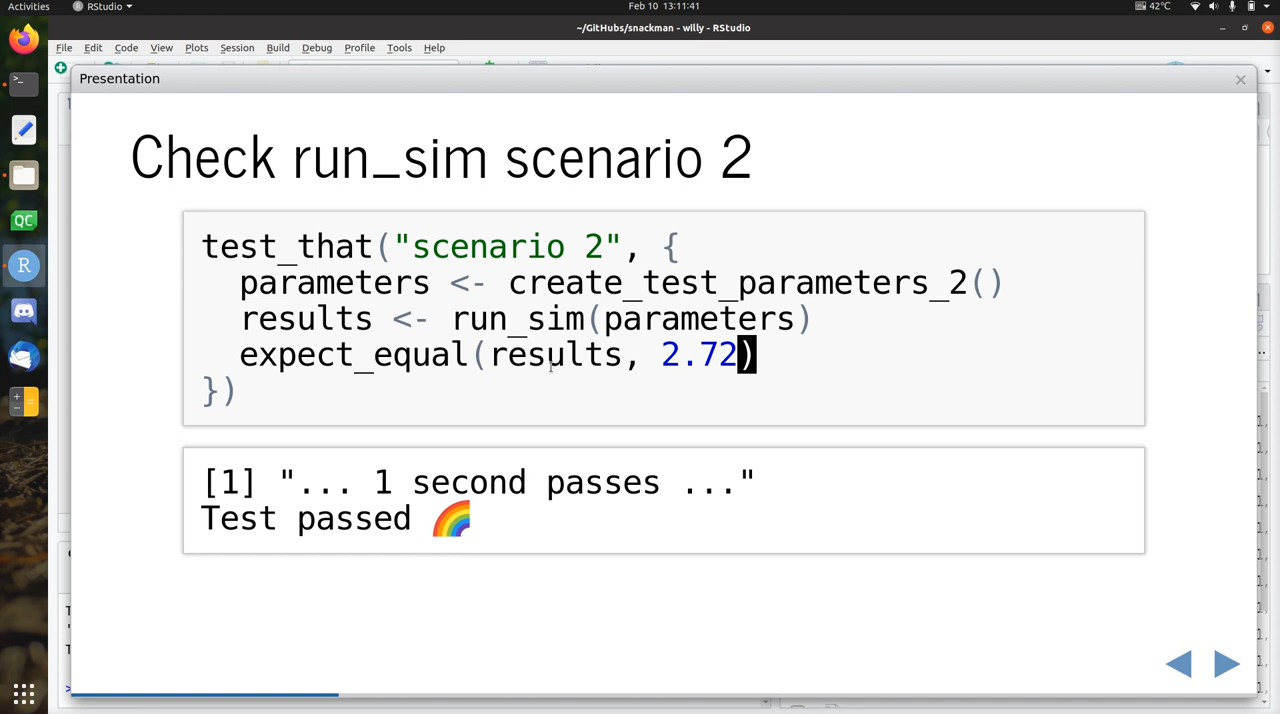 Activities
RStudio
Feb 10 13:11:41
42°C
~/GitHubs/snackman - willy - RStudio
File Edit Code View Plots Session Build Debug Profile Tools Help
Presentation
Check run_sim scenario 2
test_that("scenario 2", {
  parameters <- create_test_parameters_2()
  results <- run_sim(parameters)
  expect_equal(results, 2.72)
})
[1] "... 1 second passes ..."
Test passed 🌈
QC
R